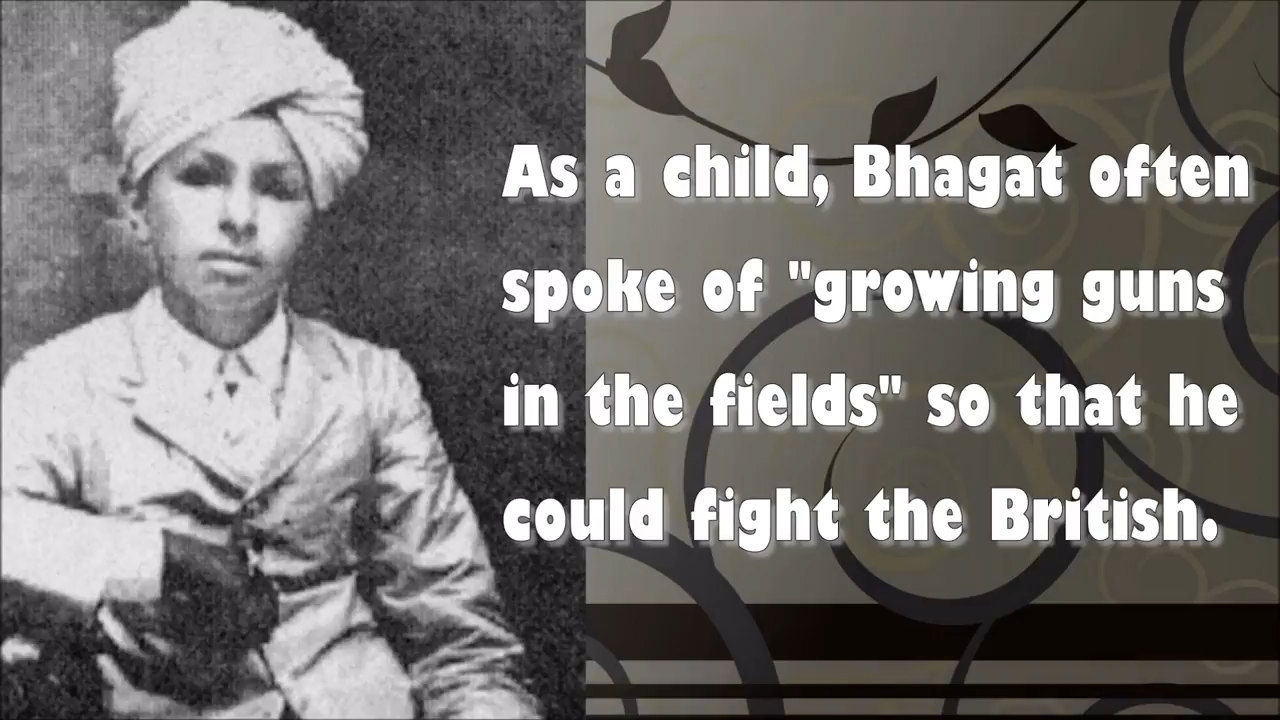 As a child, Bhagat often
spoke of "growing guns
in the fields" so that he
could fight the British.